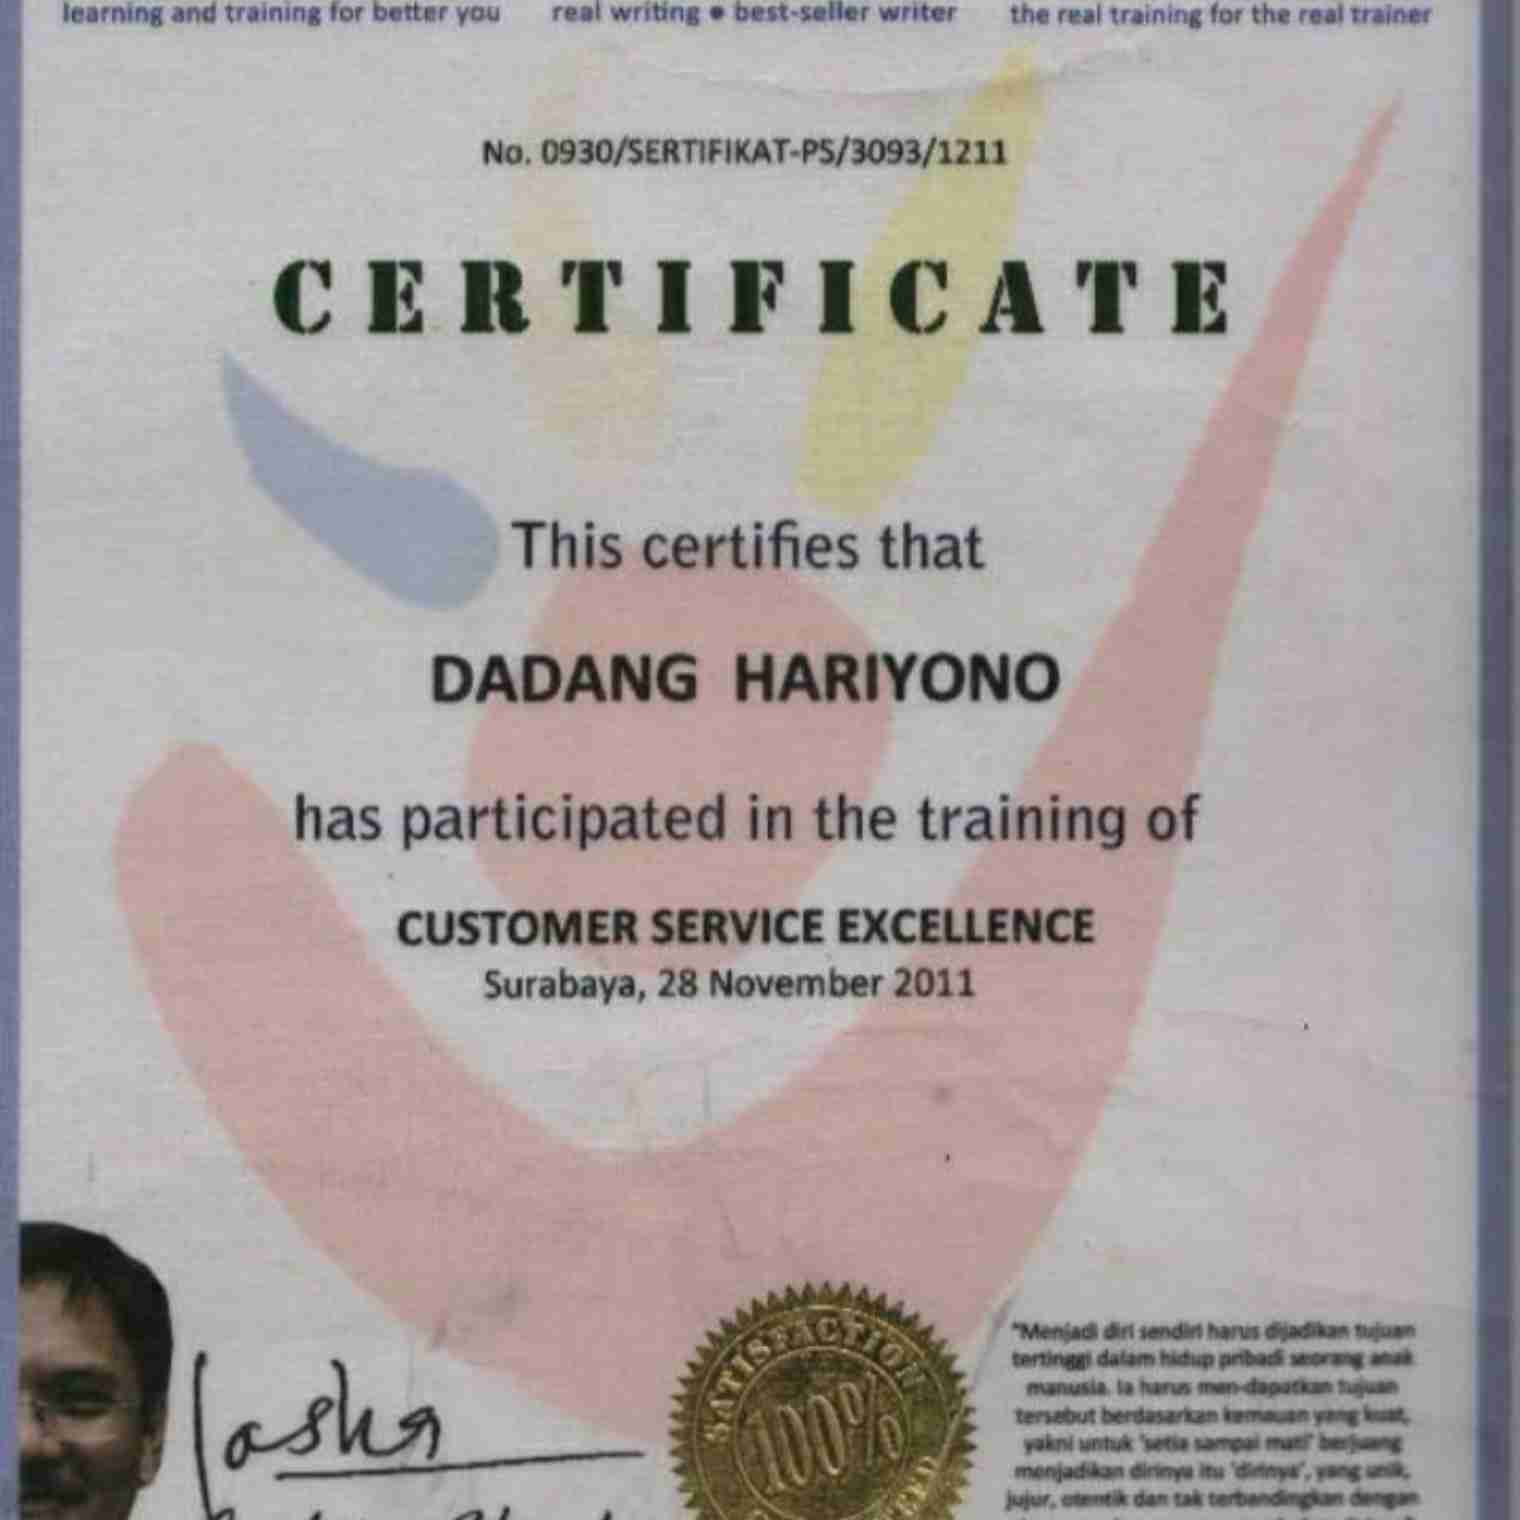 learning and training for better you real writing • best-seller writer the real training for the real trainer
No. 0930/SERTIFIKAT-PS/3093/1211
CERTIFICATE
This certifies that
DADANG HARIYONO
has participated in the training of
CUSTOMER SERVICE EXCELLENCE
Surabaya, 28 November 2011
SATISFACTION
100%
"Menjadi diri sendiri harus dijadikan tujuan
tertinggi dalam hidup pribadi seorang anak
manusia. Ia harus men-dapatkan tujuan
tersebut berdasarkan kemauan yang kuat,
yakni untuk 'setia sampai mati' berjuang
menjadikan dirinya itu 'dirinya', yang unik,
jujur, otentik dan tak terbandingkan dengan